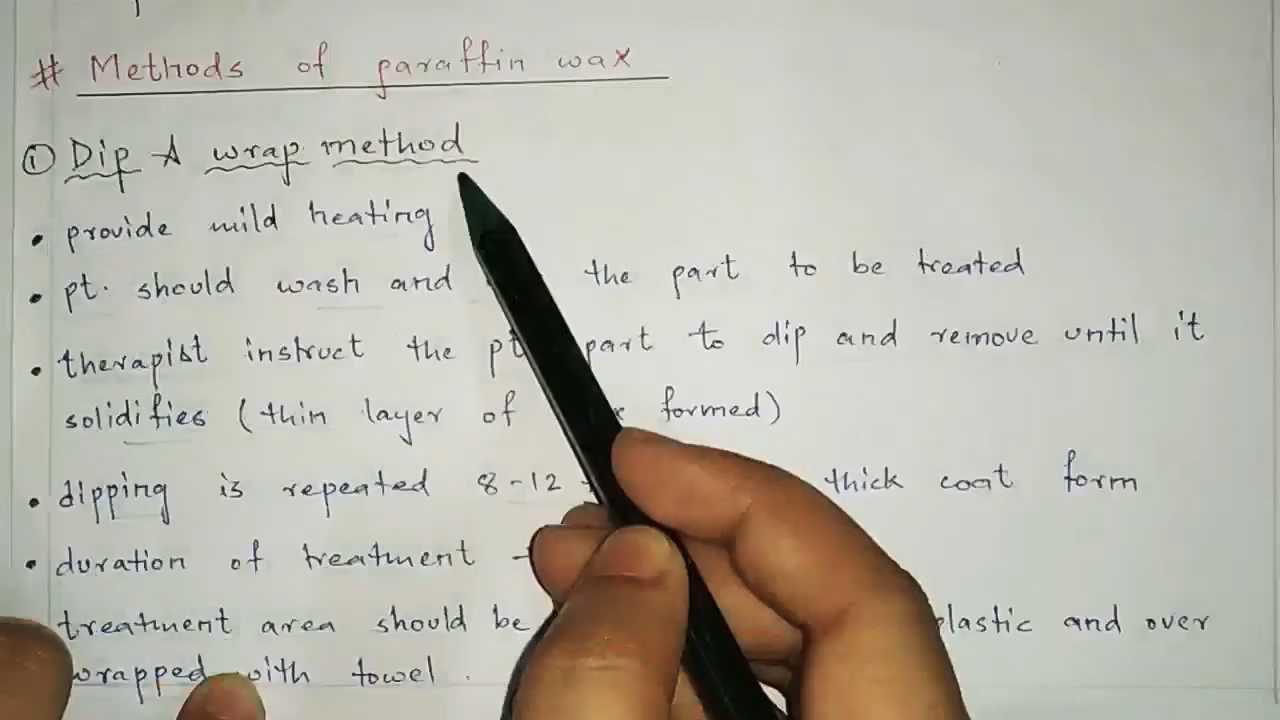 # Methods of paraffin wax
① Dip & wrap method
• provide mild heating
• pt. should wash and the part to be treated
• therapist instruct the pt part to dip and remove until it
solidifies (thin layer of formed)
• dipping is repeated 8-12 thick coat form
• duration of treatment -
treatment area should be plastic and over
wrapped with towel.